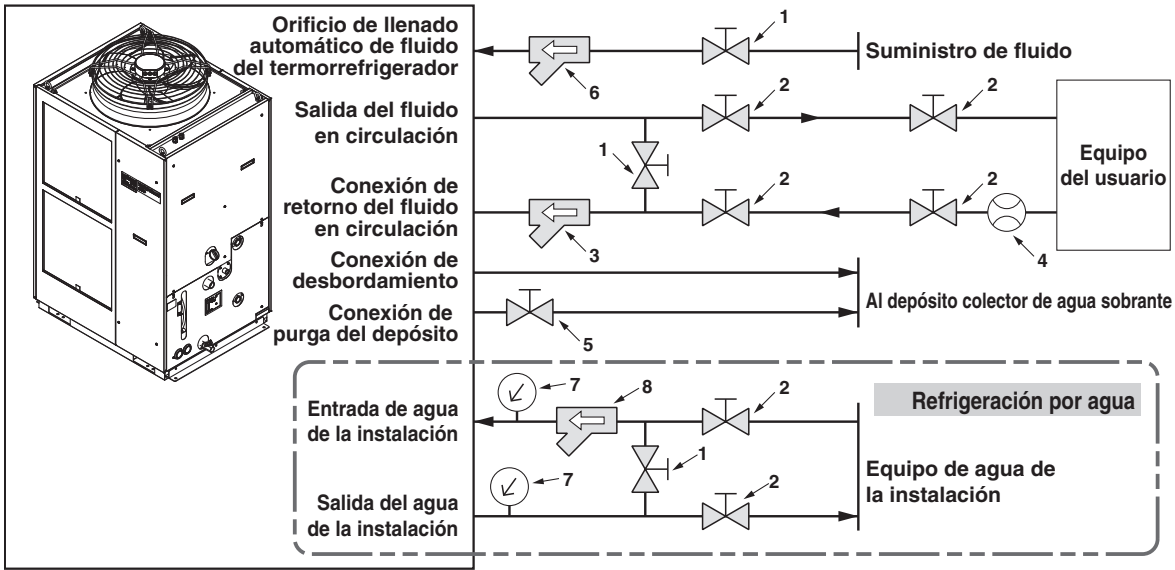 Orificio de llenado
automático de fluido
del termorrefrigerador
1
Suministro de fluido
6
Salida del fluido
en circulación
2
2
1
Equipo
del usuario
Conexión de
retorno del fluido
en circulación
2
2
3
4
Conexión de
desbordamiento
Al depósito colector de agua sobrante
Conexión de
purga del depósito
5
Refrigeración por agua
Entrada de agua
de la instalación
7
8
2
1
Equipo de agua de
la instalación
Salida del agua
de la instalación
7
2